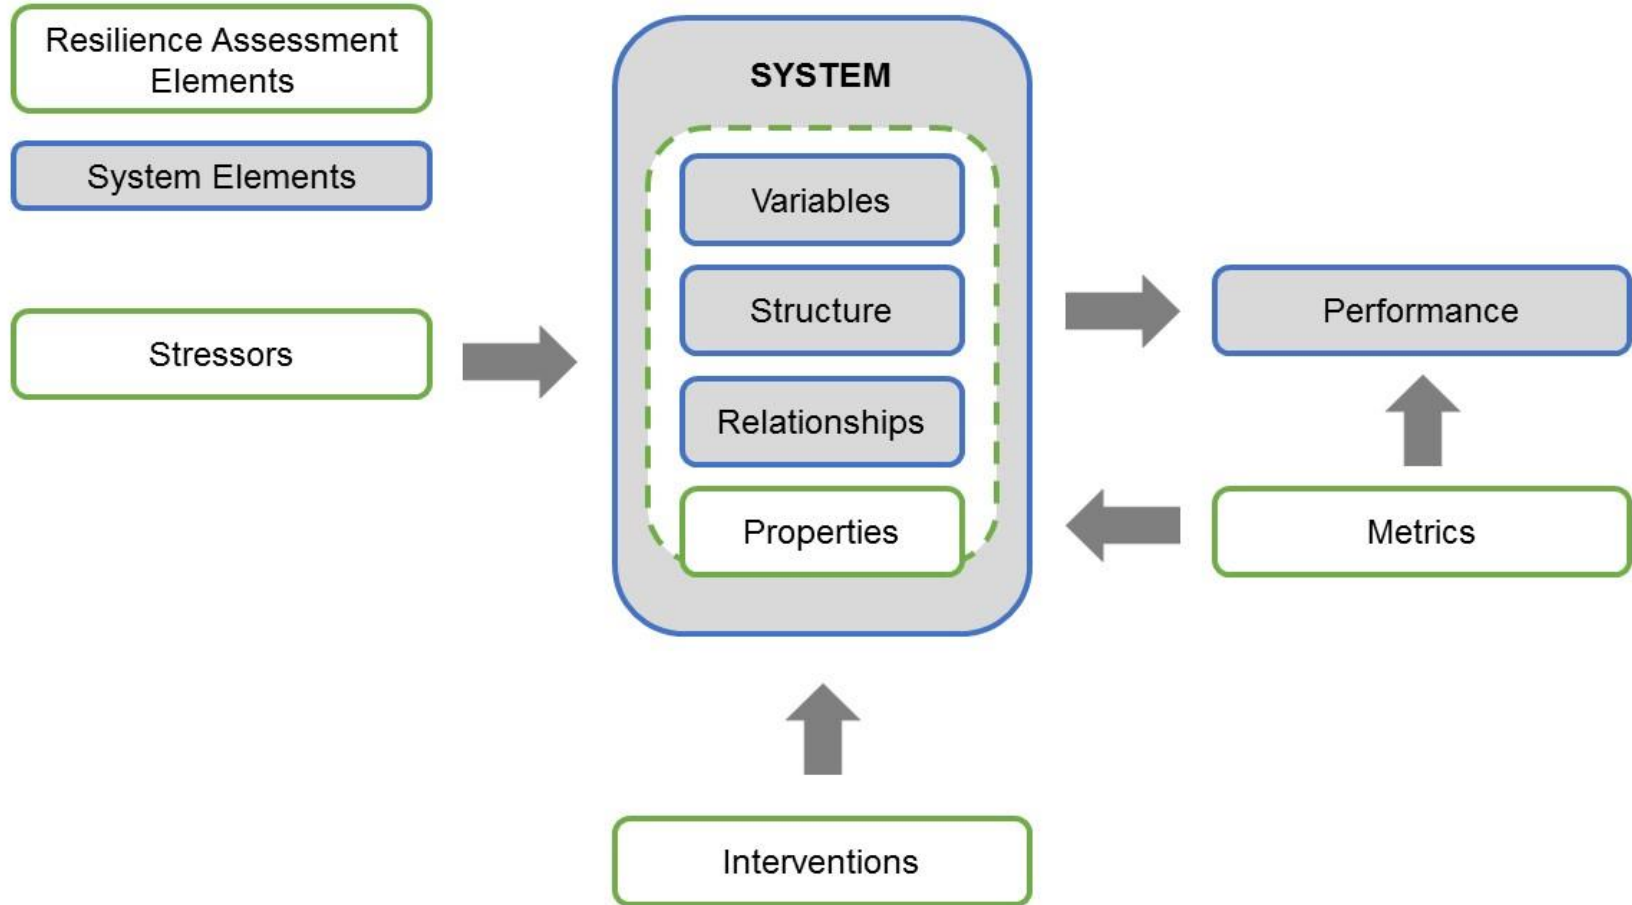 Resilience Assessment
Elements
System Elements
Stressors
SYSTEM
Variables
Structure
Relationships
Properties
Performance
Metrics
Interventions